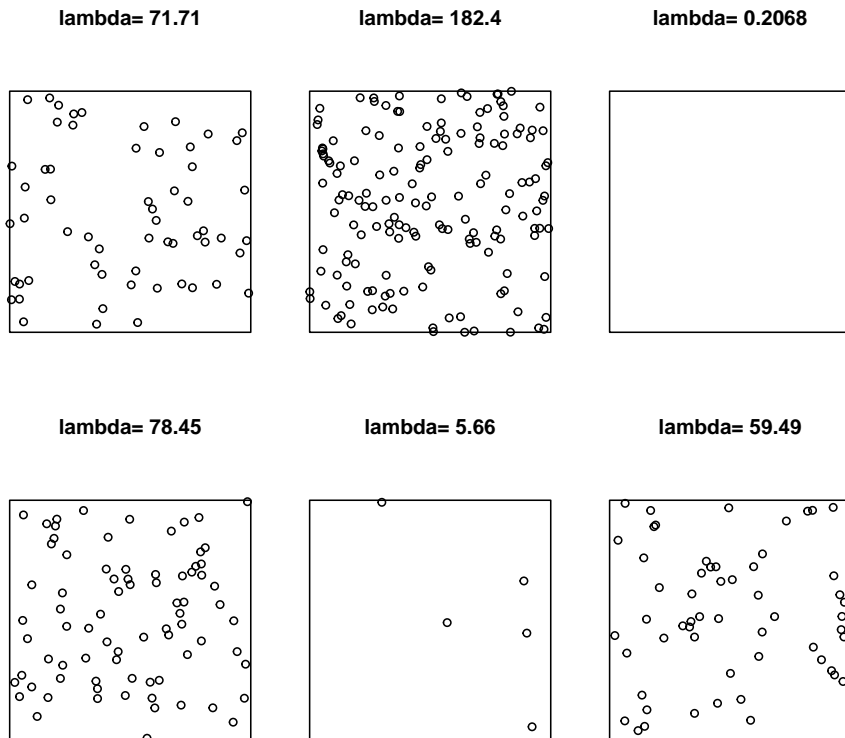 lambda= 71.71
lambda= 182.4
lambda= 0.2068
lambda= 78.45
lambda= 5.66
lambda= 59.49